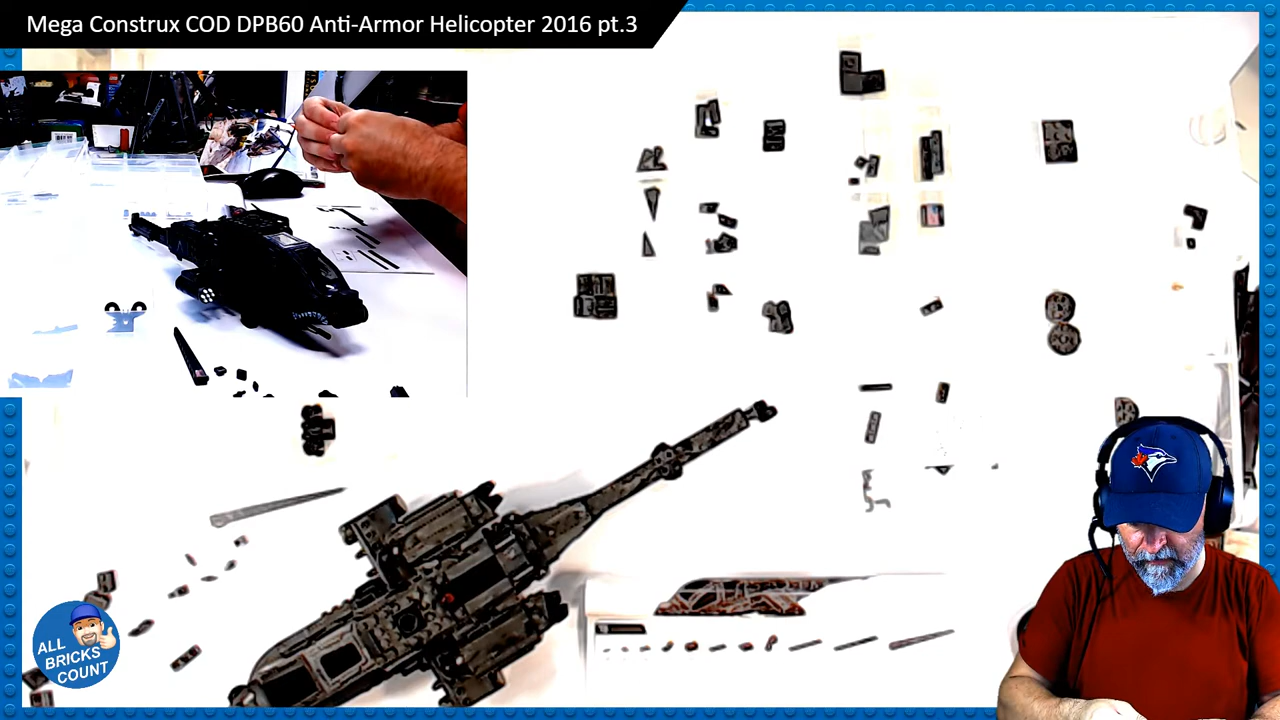 Mega Construx COD DPB60 Anti-Armor Helicopter 2016 pt.3
ALL
BRICKS
COUNT